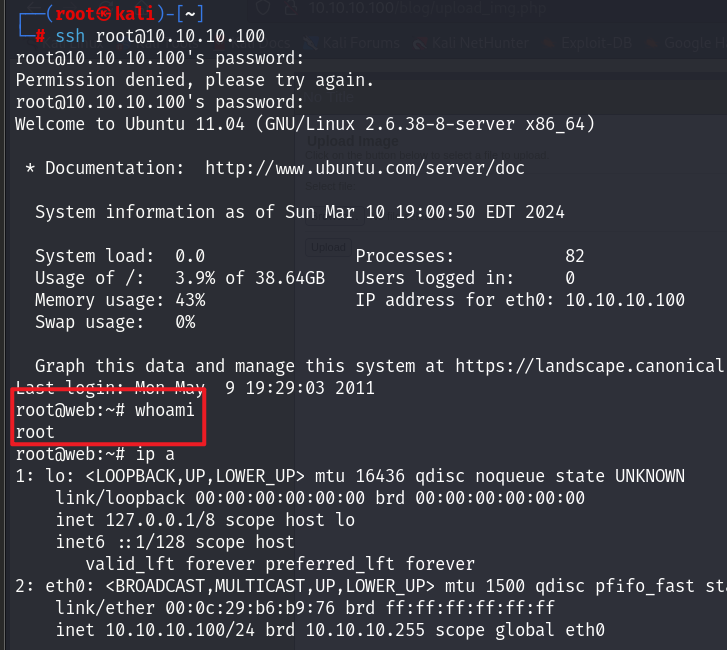 ┌──(root㉿kali)-[~]
└─# ssh root@10.10.10.100
root@10.10.10.100's password:
Permission denied, please try again.
root@10.10.10.100's password:
Welcome to Ubuntu 11.04 (GNU/Linux 2.6.38-8-server x86_64)
 * Documentation:  http://www.ubuntu.com/server/doc
  System information as of Sun Mar 10 19:00:50 EDT 2024
  System load:  0.0               Processes:           82
  Usage of /:   3.9% of 38.64GB   Users logged in:     0
  Memory usage: 43%               IP address for eth0: 10.10.10.100
  Swap usage:   0%
  Graph this data and manage this system at https://landscape.canonical
Last login: Mon May  9 19:29:03 2011
root@web:~# whoami
root
root@web:~# ip a
1: lo: <LOOPBACK,UP,LOWER_UP> mtu 16436 qdisc noqueue state UNKNOWN
    link/loopback 00:00:00:00:00:00 brd 00:00:00:00:00:00
    inet 127.0.0.1/8 scope host lo
    inet6 ::1/128 scope host
       valid_lft forever preferred_lft forever
2: eth0: <BROADCAST,MULTICAST,UP,LOWER_UP> mtu 1500 qdisc pfifo_fast sta
    link/ether 00:0c:29:b6:b9:76 brd ff:ff:ff:ff:ff:ff
    inet 10.10.10.100/24 brd 10.10.10.255 scope global eth0